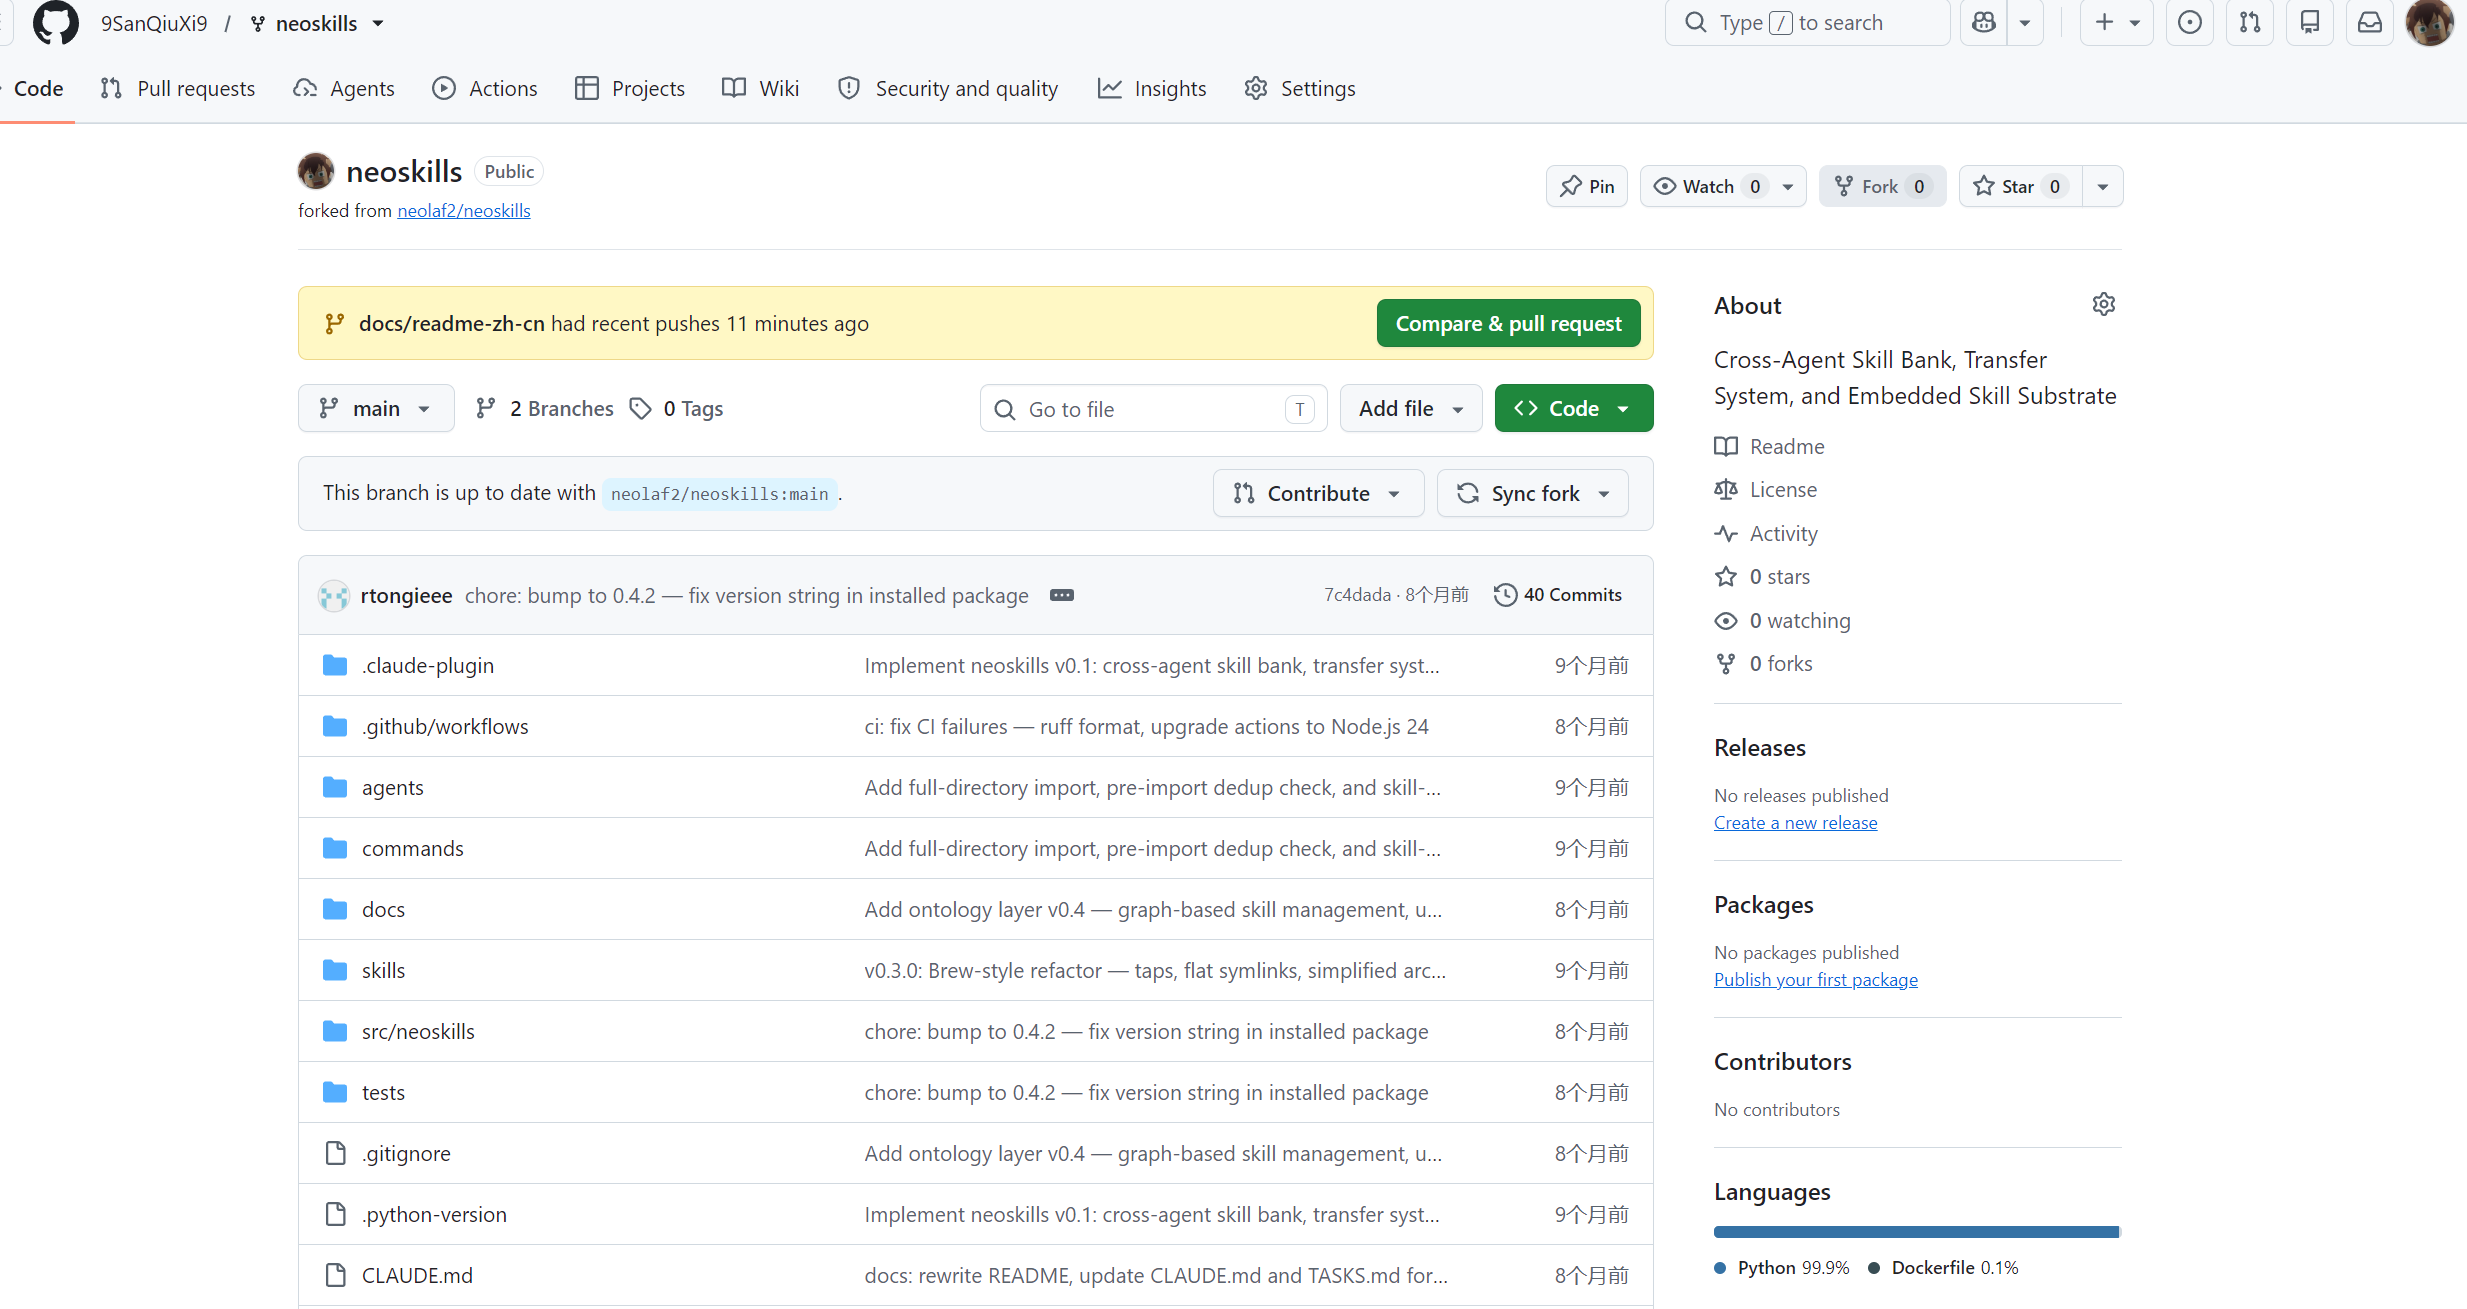 9SanQiuXi9 / neoskills
Type / to search
Code Pull requests Agents Actions Projects Wiki Security and quality Insights Settings
neoskills Public
forked from neolaf2/neoskills
Pin Watch 0 Fork 0 Star 0
docs/readme-zh-cn had recent pushes 11 minutes ago Compare & pull request
main 2 Branches 0 Tags Go to file T Add file Code
This branch is up to date with neolaf2/neoskills:main . Contribute Sync fork
rtongieee chore: bump to 0.4.2 — fix version string in installed package 7c4dada · 8个月前 40 Commits
.claude-plugin Implement neoskills v0.1: cross-agent skill bank, transfer syst... 9个月前
.github/workflows ci: fix CI failures — ruff format, upgrade actions to Node.js 24 8个月前
agents Add full-directory import, pre-import dedup check, and skill-... 9个月前
commands Add full-directory import, pre-import dedup check, and skill-... 9个月前
docs Add ontology layer v0.4 — graph-based skill management, u... 8个月前
skills v0.3.0: Brew-style refactor — taps, flat symlinks, simplified arc... 9个月前
src/neoskills chore: bump to 0.4.2 — fix version string in installed package 8个月前
tests chore: bump to 0.4.2 — fix version string in installed package 8个月前
.gitignore Add ontology layer v0.4 — graph-based skill management, u... 8个月前
.python-version Implement neoskills v0.1: cross-agent skill bank, transfer syst... 9个月前
CLAUDE.md docs: rewrite README, update CLAUDE.md and TASKS.md for... 8个月前
About
Cross-Agent Skill Bank, Transfer
System, and Embedded Skill Substrate
Readme
License
Activity
0 stars
0 watching
0 forks
Releases
No releases published
Create a new release
Packages
No packages published
Publish your first package
Contributors
No contributors
Languages
Python 99.9% Dockerfile 0.1%